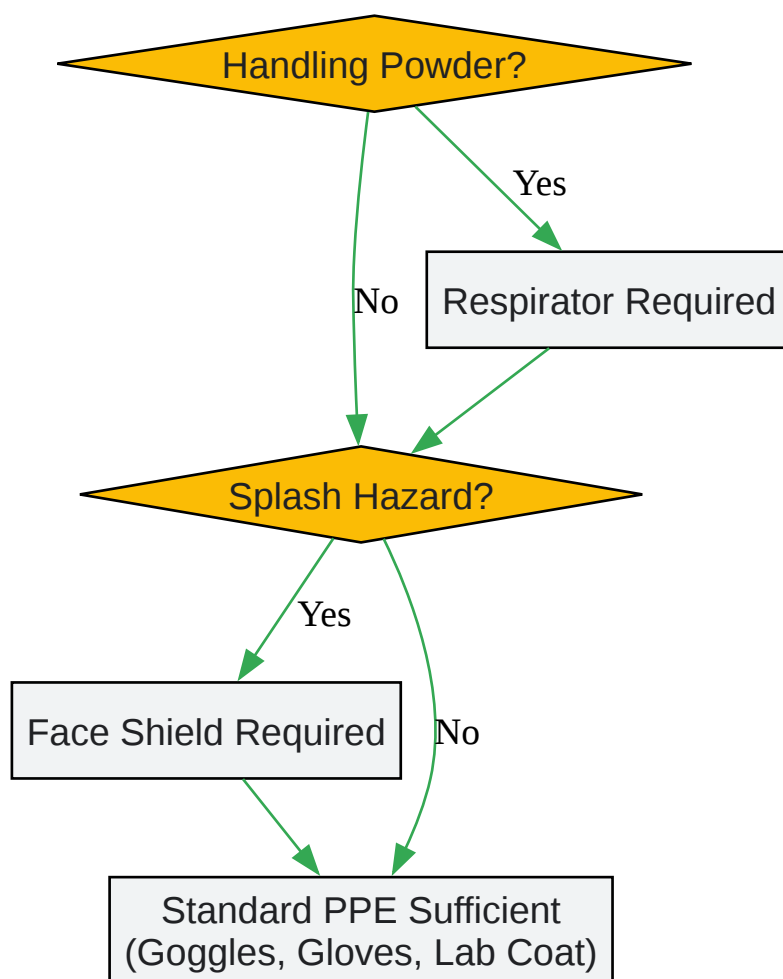 Handling Powder?
Yes
No
Respirator Required
Splash Hazard?
Yes
Face Shield Required
No
Standard PPE Sufficient
(Goggles, Gloves, Lab Coat)